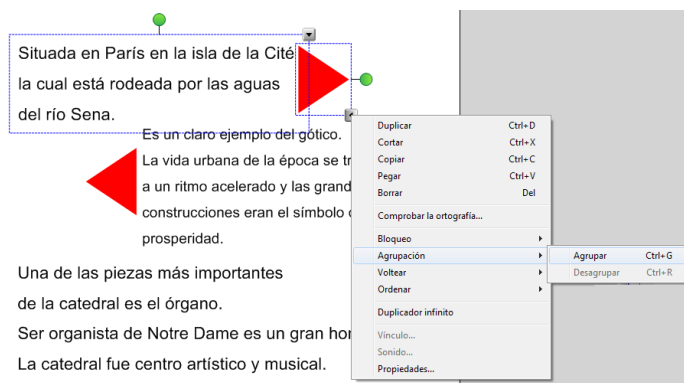 Situada en París en la isla de la Cité
la cual está rodeada por las aguas
del río Sena.
Es un claro ejemplo del gótico.
La vida urbana de la época se tr
a un ritmo acelerado y las grand
construcciones eran el símbolo
prosperidad.
Una de las piezas más importantes
de la catedral es el órgano.
Ser organista de Notre Dame es un gran hon
La catedral fue centro artístico y musical.
Duplicar Ctrl+D
Cortar Ctrl+X
Copiar Ctrl+C
Pegar Ctrl+V
Borrar Del
Comprobar la ortografía...
Bloqueo
Agrupación
Voltear
Ordenar
Duplicador infinito
Vínculo...
Sonido...
Propiedades...
Agrupar Ctrl+G
Desagrupar Ctrl+R